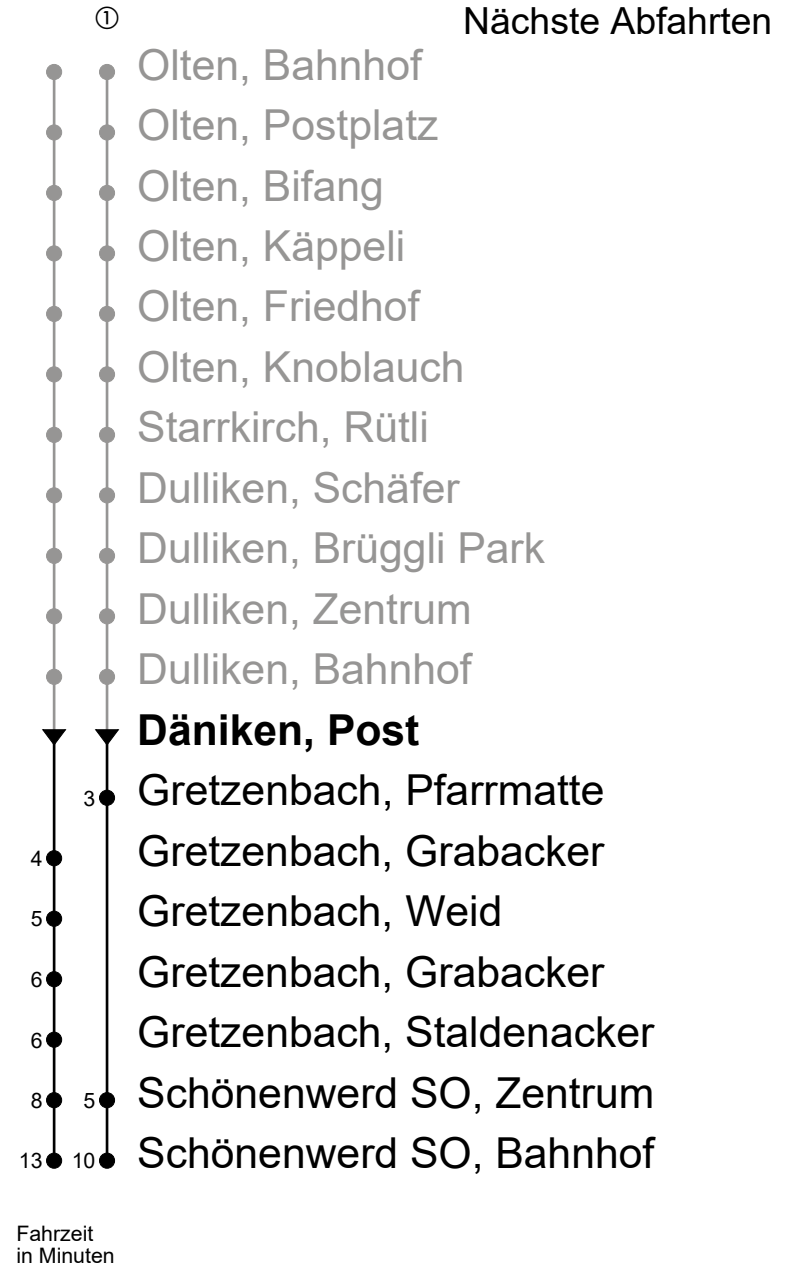 ① Nächste Abfahrten
Olten, Bahnhof
Olten, Postplatz
Olten, Bifang
Olten, Käppeli
Olten, Friedhof
Olten, Knoblauch
Starrkirch, Rütli
Dulliken, Schäfer
Dulliken, Brüggli Park
Dulliken, Zentrum
Dulliken, Bahnhof
Däniken, Post
3 Gretzenbach, Pfarrmatte
4 Gretzenbach, Grabacker
5 Gretzenbach, Weid
6 Gretzenbach, Grabacker
6 Gretzenbach, Staldenacker
8 5 Schönenwerd SO, Zentrum
13 10 Schönenwerd SO, Bahnhof
Fahrzeit
in Minuten